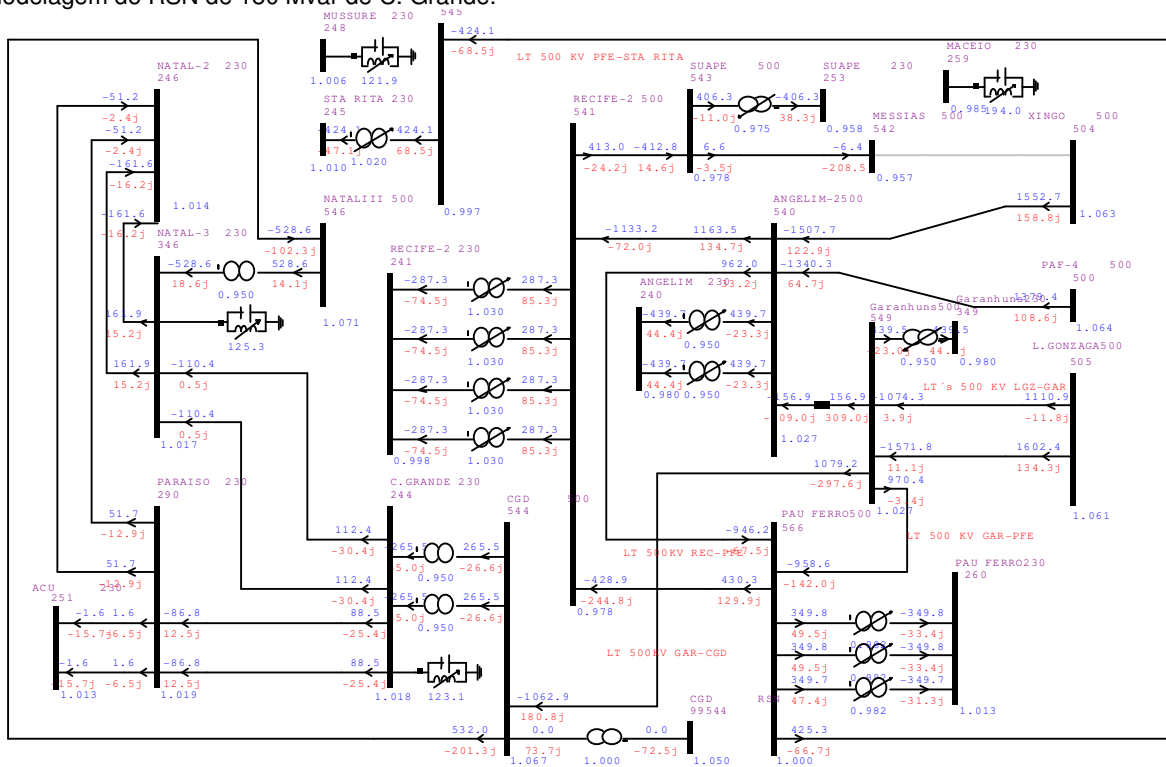 modelagem do RSN de 150 Mvar de C. Grande.
MUSSURE 230
248
1.006 121.9
545
-424.1
-68.5j
LT 500 KV PFE-STA RITA
MACEIO 230
259
0.985
194.0
NATAL-2 230
246
-51.2
-2.4j
-51.2
-2.4j
-161.6
-16.2j
-161.6
-16.2j
1.014
STA RITA 230
245
424.1
68.5j
1.020
1.010
0.997
RECIFE-2 500
541
413.0 -412.8
-24.2j 14.6j
SUAPE 500
543
406.3
-11.0j
0.975
-406.3
38.3j
SUAPE 230
253
0.958
6.6
-3.5j
0.978
MESSIAS 500
542
-6.4
-208.5
0.957
XINGO 500
504
1552.7
158.8j
1.063
NATAL-3 230
346
-528.6
18.6j
0.950
528.6
14.1j
NATALIII 500
546
-528.6
-102.3j
1.071
161.9
15.2j
125.3
161.9
15.2j
-110.4
0.5j
-110.4
0.5j
1.017
RECIFE-2 230
241
-287.3
-74.5j
1.030
287.3
85.3j
-287.3
-74.5j
1.030
287.3
85.3j
-287.3
-74.5j
1.030
287.3
85.3j
-287.3
-74.5j
1.030
287.3
85.3j
0.998
-1133.2
-72.0j
1163.5
134.7j
ANGELIM-2500
540
-1507.7
122.9j
962.0
33.2j
-1340.3
64.7j
ANGELIM 230
240
-439.7
44.4j
0.950
439.7
-23.3j
-439.7
44.4j
0.950
439.7
-23.3j
0.980
-156.9
156.9
309.0j
1.027
PAF-4 500
500
1379.4
108.6j
1.064
Garanhuns500
549
Garanhuns230
349
0.950
0.980
L.GONZAGA500
505
LT´s 500 KV LGZ-GAR
-1074.3
3.9j
1110.9
-11.8j
-1571.8
11.1j
1602.4
134.3j
1079.2
-297.6j
970.4
-3.4j
1.027
1.061
PARAISO 230
290
51.7
-12.9j
51.7
-12.9j
ACU 230
251
-1.6 1.6
-15.7j
-6.5j
-86.8
12.5j
88.5
-25.4j
-1.6
-15.7j
1.6
-6.5j
-86.8
12.5j
88.5
-25.4j
1.013
1.019
C.GRANDE 230
244
112.4
-30.4j
-265.5
0.950
265.5
-26.6j
112.4
-30.4j
-265.5
0.950
265.5
-26.6j
1.018
123.1
CGD 500
544
-1062.9
180.8j
532.0
-201.3j
0.0
73.7j
1.067
1.000
0.0
-72.5j
CGD RSN
99544
1.050
-428.9
-244.8j
0.978
430.3
129.9j
LT 500KV REC-PFE
LT 500KV GAR-CGD
LT 500 KV GAR-PFE
PAU FERRO500
566
-946.2
-958.6
-142.0j
349.8
49.5j
-349.8
-33.4j
349.8
49.5j
0.982
-349.8
-33.4j
349.7
47.4j
0.982
0.982
-349.7
-31.3j
PAU FERRO230
260
1.013
425.3
-66.7j
1.000